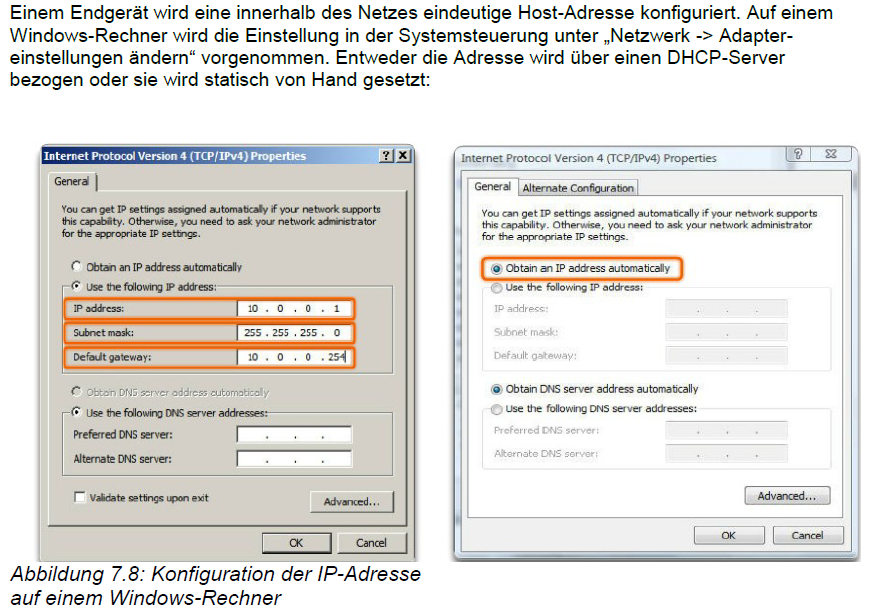 Einem Endgerät wird eine innerhalb des Netzes eindeutige Host-Adresse konfiguriert. Auf einem
Windows-Rechner wird die Einstellung in der Systemsteuerung unter „Netzwerk -> Adapter-
einstellungen ändern“ vorgenommen. Entweder die Adresse wird über einen DHCP-Server
bezogen oder sie wird statisch von Hand gesetzt:
Internet Protocol Version 4 (TCP/IPv4) Properties
General
You can get IP settings assigned automatically if your network supports
this capability. Otherwise, you need to ask your network administrator
for the appropriate IP settings.
Obtain an IP address automatically
Use the following IP address:
IP address: 10 . 0 . 0 . 1
Subnet mask: 255 . 255 . 255 . 0
Default gateway: 10 . 0 . 0 . 254
Obtain DNS server address automatically
Use the following DNS server addresses:
Preferred DNS server: . . .
Alternate DNS server: . . .
Validate settings upon exit
Advanced...
OK Cancel
Internet Protocol Version 4 (TCP/IPv4) Properties
General Alternate Configuration
You can get IP settings assigned automatically if your network supports
this capability. Otherwise, you need to ask your network administrator
for the appropriate IP settings.
Obtain an IP address automatically
Use the following IP address:
IP address: . . .
Subnet mask: . . .
Default gateway: . . .
Obtain DNS server address automatically
Use the following DNS server addresses:
Preferred DNS server: . . .
Alternate DNS server: . . .
Advanced...
OK Cancel
Abbildung 7.8: Konfiguration der IP-Adresse
auf einem Windows-Rechner